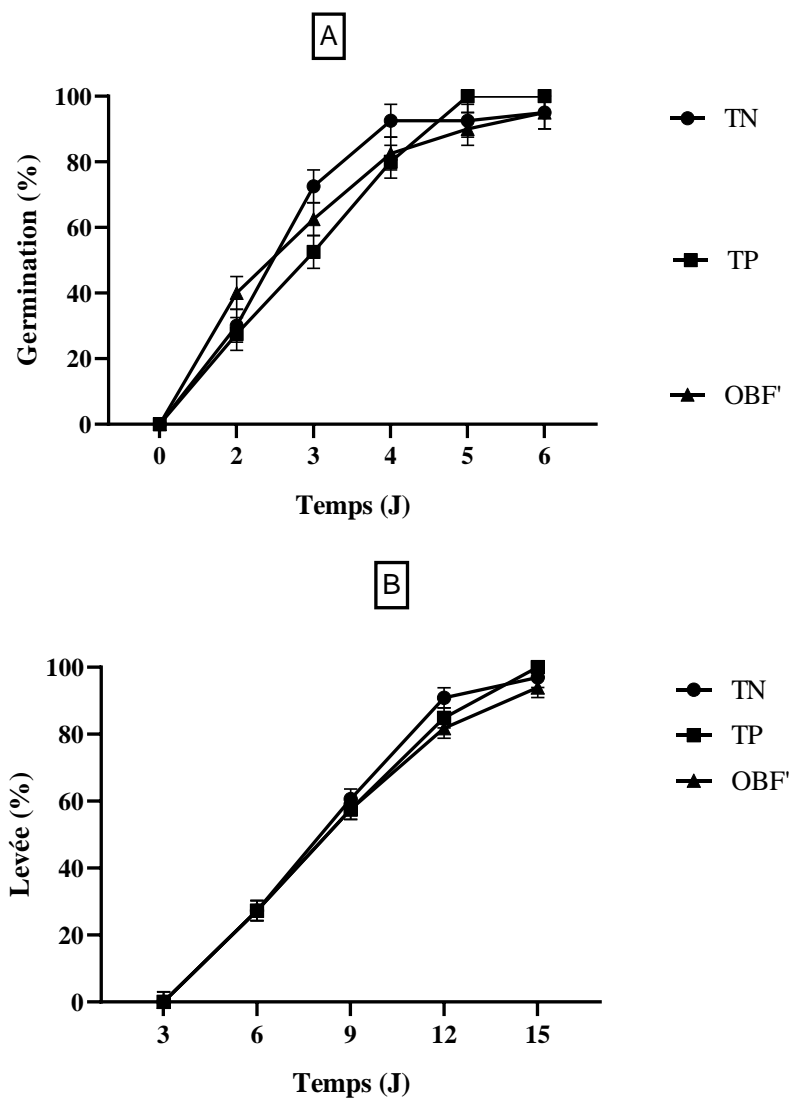 A
100
80
60
40
20
0
Germination (%)
0 2 3 4 5 6
Temps (J)
TN
TP
OBF'
B
100
80
60
40
20
0
Levée (%)
3 6 9 12 15
Temps (J)
TN
TP
OBF'